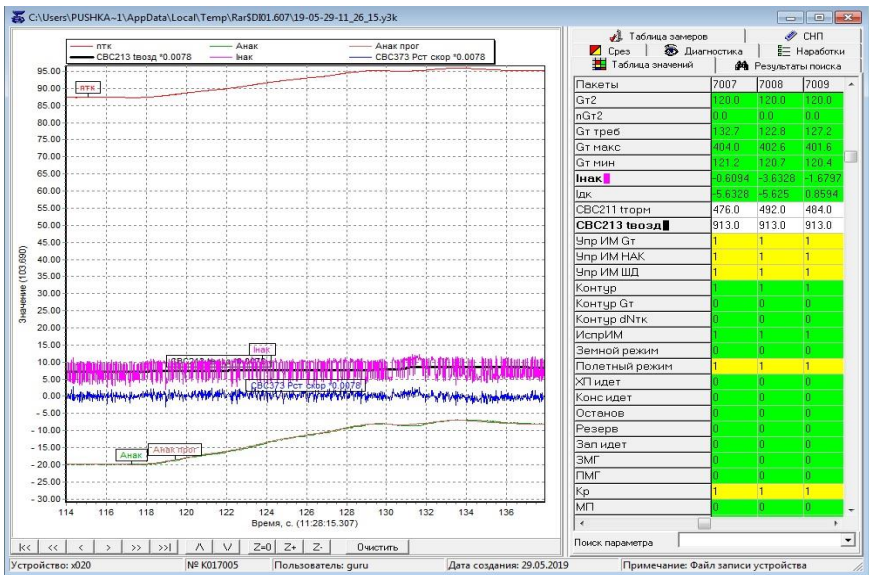 C:\Users\PUSHKA~1\AppData\Local\Temp\Rar$DI01.607\19-05-29-11_26_15.y3k
птк Анак Анак прог
СВС213 tвозд *0.0078 Iнак СВС373 Рст скор *0.0078
95.00
90.00
85.00
80.00
75.00
70.00
65.00
60.00
55.00
50.00
45.00
40.00
35.00
30.00
25.00
20.00
15.00
10.00
5.00
0.00
- 5.00
- 10.00
- 15.00
- 20.00
- 25.00
- 30.00
Значение (103.690)
птк
Iнак
СВС373 Рст скор *0.0078
Анак
Анак прог
114 116 118 120 122 124 126 128 130 132 134 136
Время, с. (11:28:15.307)
|<< << < > >> >>| /\ \/ Z=0 Z+ Z- Очистить
Таблица замеров СНП
Срез Диагностика Наработки
Таблица значений Результаты поиска
Пакеты 7007 7008 7009
Gт2 120.0 120.0 120.0
nGт2 0.0 0.0 0.0
Gт треб 132.7 122.8 127.2
Gт макс 404.0 402.6 401.6
Gт мин 121.2 120.7 120.4
Iнак -0.6094 -3.6328 -1.6797
Iдк -5.6328 -5.625 0.8594
СВС211 tторм 476.0 492.0 484.0
СВС213 tвозд 913.0 913.0 913.0
Упр ИМ Gт 1 1 1
Упр ИМ НАК 1 1 1
Упр ИМ ШД 1 1 1
Контур 1 1 1
Контур Gт 0 0 0
Контур dNтк 0 0 0
ИспрИМ 1 1 1
Земной режим 0 0 0
Полетный режим 1 1 1
ХП идет 0 0 0
Конс идет 0 0 0
Останов 0 0 0
Резерв 0 0 0
Зап идет 0 0 0
ЗМГ 0 0 0
ПМГ 0 0 0
Кр 1 1 1
МП 0 0 0
Поиск параметра
Устройство: x020 № K017005 Пользователь: guru Дата создания: 29.05.2019 Примечание: Файл записи устройства